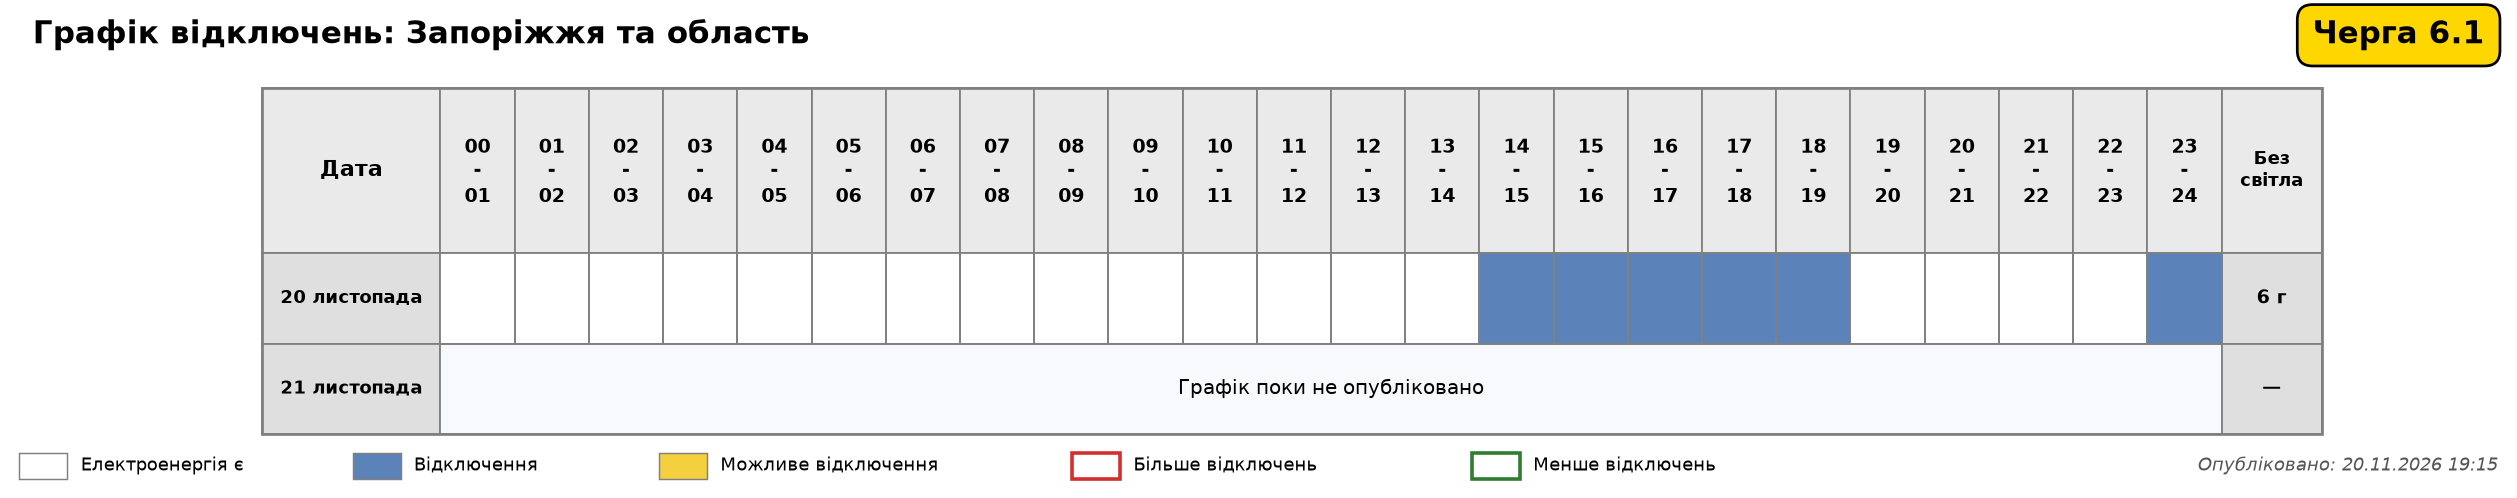 Графік відключень: Запоріжжя та область
Черга 6.1
Дата
00 - 01
01 - 02
02 - 03
03 - 04
04 - 05
05 - 06
06 - 07
07 - 08
08 - 09
09 - 10
10 - 11
11 - 12
12 - 13
13 - 14
14 - 15
15 - 16
16 - 17
17 - 18
18 - 19
19 - 20
20 - 21
21 - 22
22 - 23
23 - 24
Без
світла
20 листопада
6 г
21 листопада
Графік поки не опубліковано
—
Електроенергія є
Відключення
Можливе відключення
Більше відключень
Менше відключень
Опубліковано: 20.11.2026 19:15